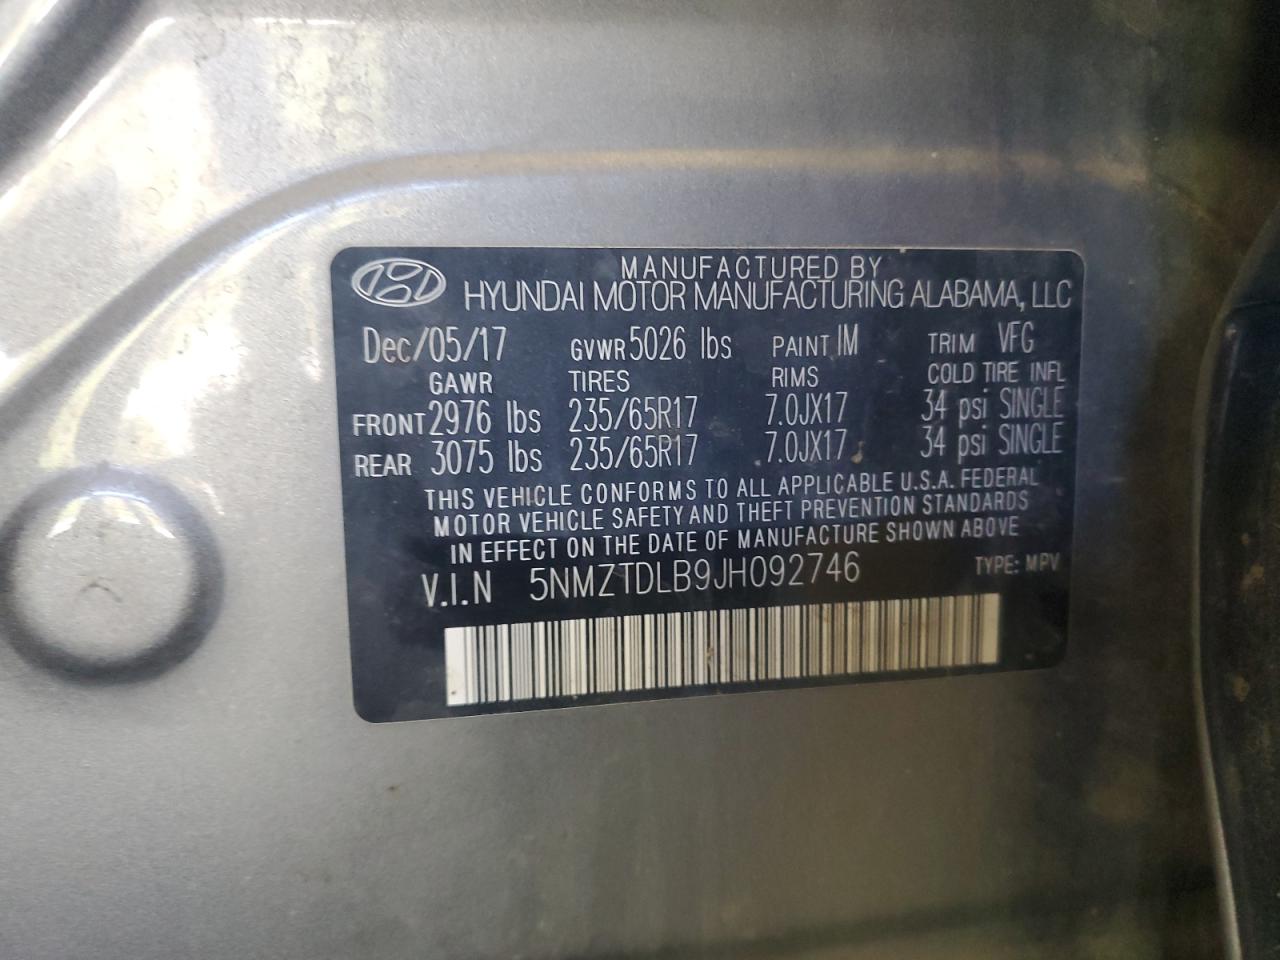 MANUFACTURED BY
HYUNDAI MOTOR MANUFACTURING ALABAMA, LLC
Dec/05/17 GVWR 5026 lbs PAINT IM TRIM VFG
GAWR TIRES RIMS COLD TIRE INFL
FRONT 2976 lbs 235/65R17 7.0JX17 34 psi SINGLE
REAR 3075 lbs 235/65R17 7.0JX17 34 psi SINGLE
THIS VEHICLE CONFORMS TO ALL APPLICABLE U.S.A. FEDERAL
MOTOR VEHICLE SAFETY AND THEFT PREVENTION STANDARDS
IN EFFECT ON THE DATE OF MANUFACTURE SHOWN ABOVE
V.I.N 5NMZTDLB9JH092746 TYPE: MPV